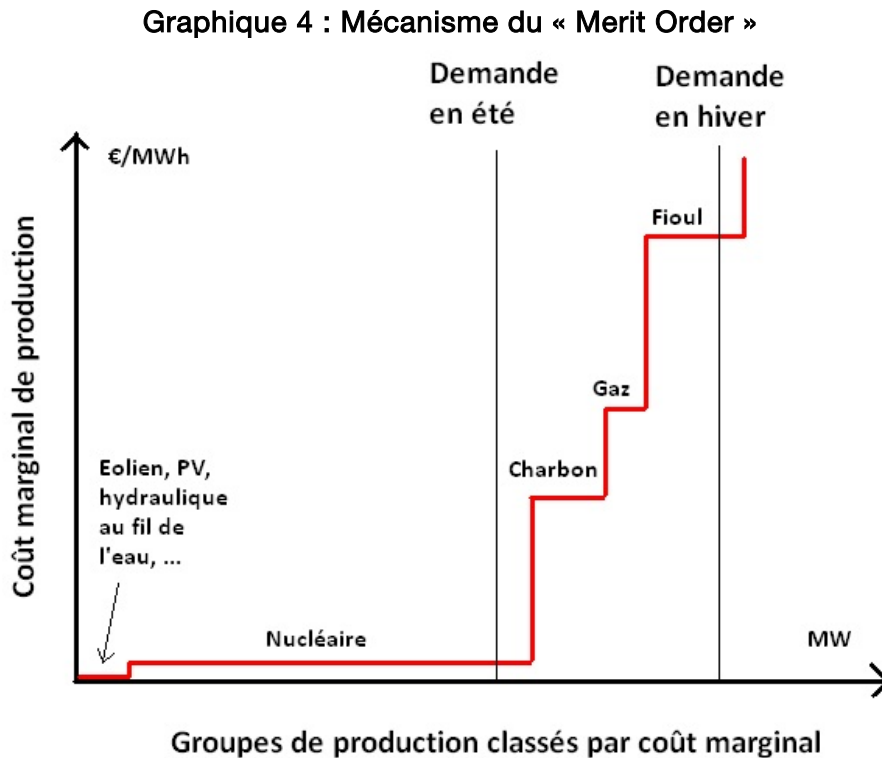 Graphique 4 : Mécanisme du « Merit Order »
Demande
en été
Demande
en hiver
€/MWh
Coût marginal de production
Fioul
Gaz
Charbon
Eolien, PV,
hydraulique
au fil de
l'eau, ...
Nucléaire
MW
Groupes de production classés par coût marginal